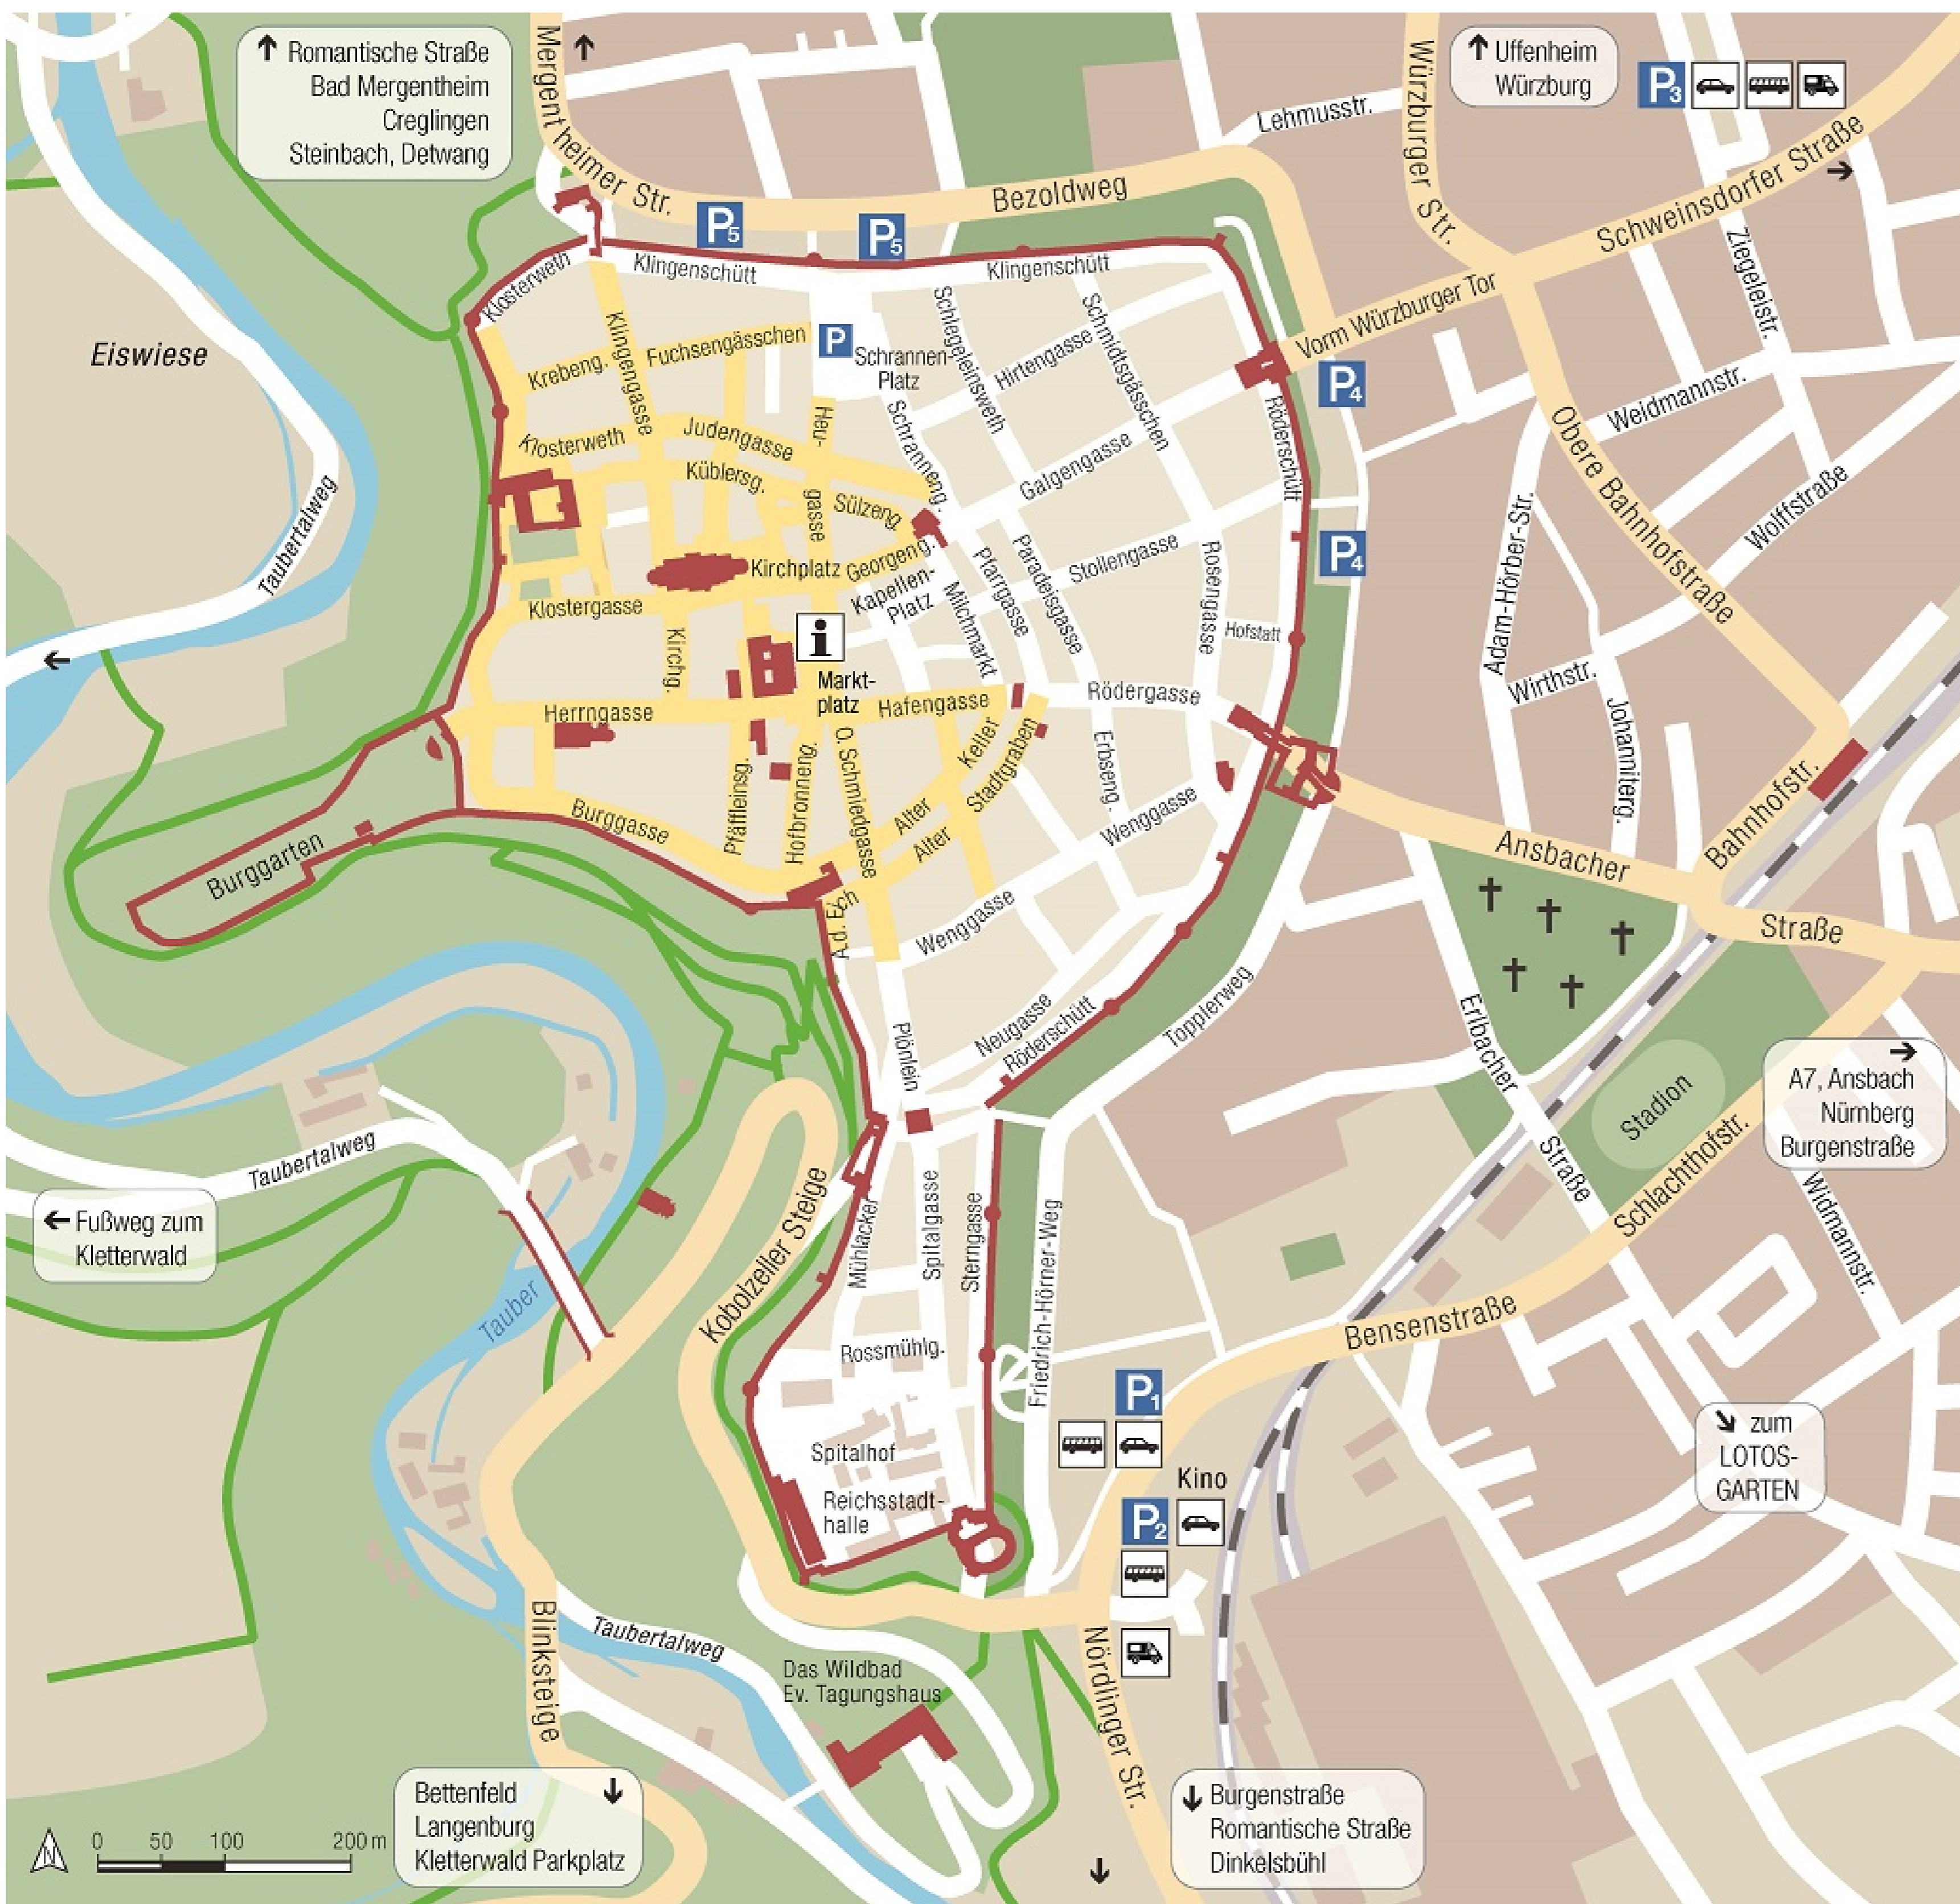 ↑ Romantische Straße
Bad Mergentheim
Creglingen
Steinbach, Detwang
Mergentheimer Str.
↑
Würzburger Str.
↑ Uffenheim
Würzburg
P3
Lehmusstr.
Schweinsdorfer Straße
→
Bezoldweg
P5
P5
Ziegeleistr.
Klosterweth
Klingenschütt
Klingenschütt
Vorm Würzburger Tor
Eiswiese
Klingengasse
Krebeng.
Fuchsengässchen
P
Schrannen-
Platz
Schlegeleinsweth
Hirtengasse
Schmidtsgässchen
P4
Weidmannstr.
Obere Bahnhofstraße
Klosterweth
Judengasse
Heu-
gasse
Schranneng.
Galgengasse
Röderschütt
Küblersg.
Sülzeng.
Taubertalweg
Adam-Hörber-Str.
Wolffstraße
Kirchplatz
Georgeng.
Kapellen-
Platz
Pfarrgasse
Paradeisgasse
Stollengasse
Rosengasse
P4
Klostergasse
Milchmarkt
Hofstatt
Kirchg.
i
←
Wirthstr.
Johanniterg.
Markt-
platz
Herrngasse
Hafengasse
Rödergasse
Keller
Stadtgraben
Erbseng.
O. Schmiedgasse
Pfäffleinsg.
Hofbronneng.
Burggasse
Alter
Alter
Wenggasse
Bahnhofstr.
Burggarten
Ansbacher
Straße
A. d. Eich
Wenggasse
Plönlein
Neugasse
Röderschütt
Topplerweg
Erlbacher
Straße
Stadion
→
A7, Ansbach
Nürnberg
Burgenstraße
Taubertalweg
Schlachthofstr.
Widmannstr.
← Fußweg zum
Kletterwald
Kobolzeller Steige
Mühlacker
Spitalgasse
Sterngasse
Friedrich-Hörner-Weg
Tauber
Bensenstraße
Rossmühlg.
P1
↘ zum
LOTOS-
GARTEN
Spitalhof
Kino
Reichsstadt-
halle
P2
Blinksteige
Taubertalweg
Das Wildbad
Ev. Tagungshaus
Nördlinger Str.
Bettenfeld ↓
Langenburg
Kletterwald Parkplatz
↓ Burgenstraße
Romantische Straße
Dinkelsbühl
↓
N
0 50 100 200 m